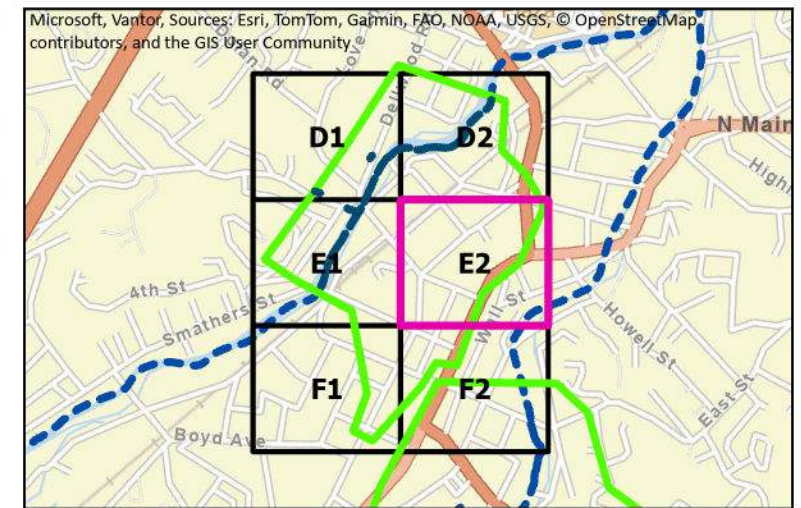 Microsoft, Vantor, Sources: Esri, TomTom, Garmin, FAO, NOAA, USGS, © OpenStreetMap
contributors, and the GIS User Community
D1
D2
N Main
E1
E2
4th St
Smathers St
Wall St
Howell St
F1
F2
East St
Boyd Ave